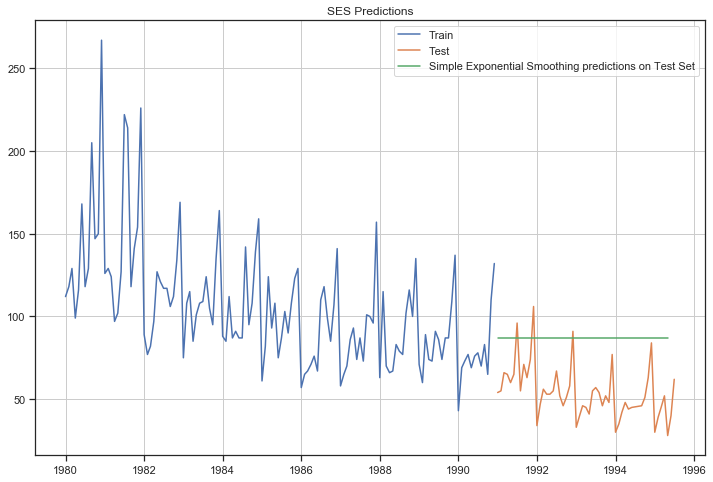 SES Predictions
Train
Test
Simple Exponential Smoothing predictions on Test Set
250
200
150
100
50
1980 1982 1984 1986 1988 1990 1992 1994 1996